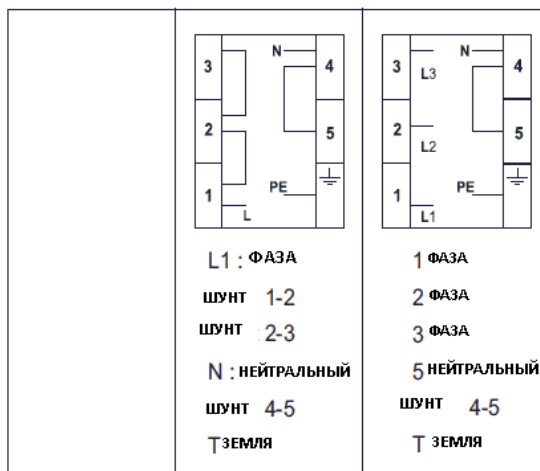 3 N 4
2 5
1 PE
L
L1 : ФАЗА
ШУНТ 1-2
ШУНТ : 2-3
N : НЕЙТРАЛЬНЫЙ
ШУНТ 4-5
T ЗЕМЛЯ
3 L3 N 4
2 L2 5
1 PE
L1
1 ФАЗА
2 ФАЗА
3 ФАЗА
5 НЕЙТРАЛЬНЫЙ
ШУНТ 4-5
T ЗЕМЛЯ